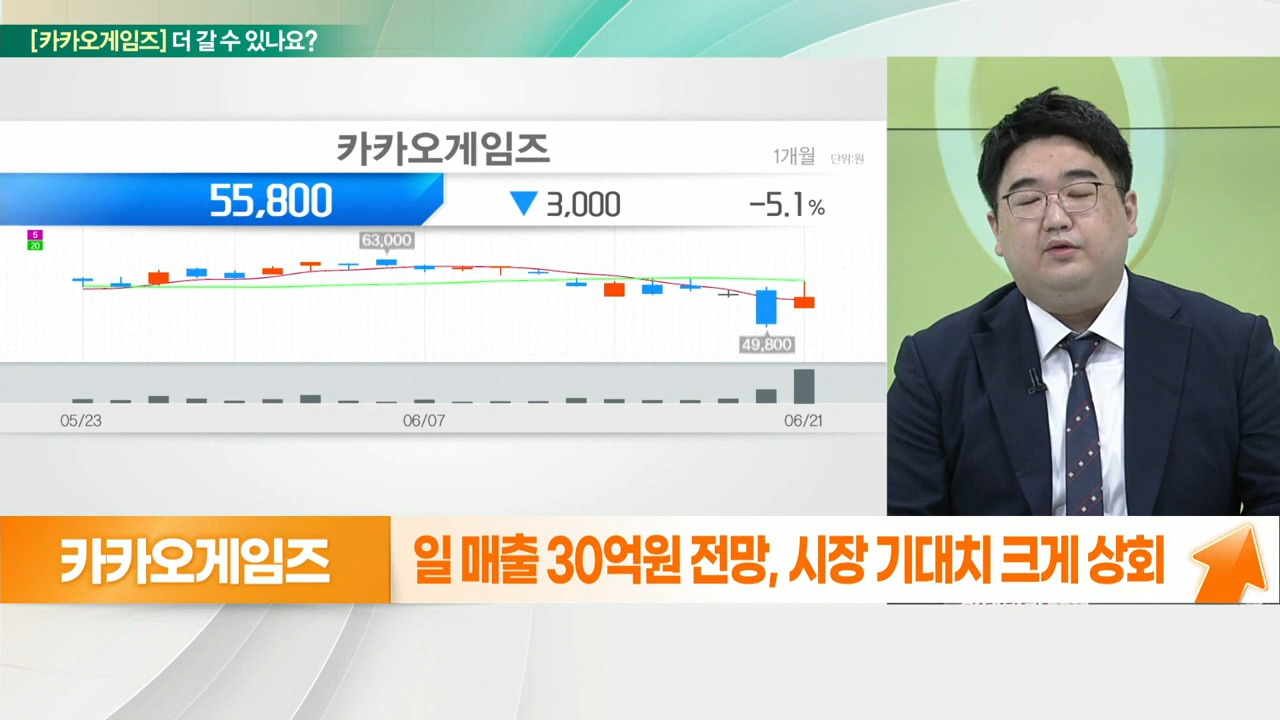 [카카오게임즈] 더 갈 수 있나요?
카카오게임즈
1개월 단위:원
55,800 ▼ 3,000 -5.1%
5
20
63,000
49,800
05/23 06/07 06/21
카카오게임즈 일 매출 30억원 전망, 시장 기대치 크게 상회